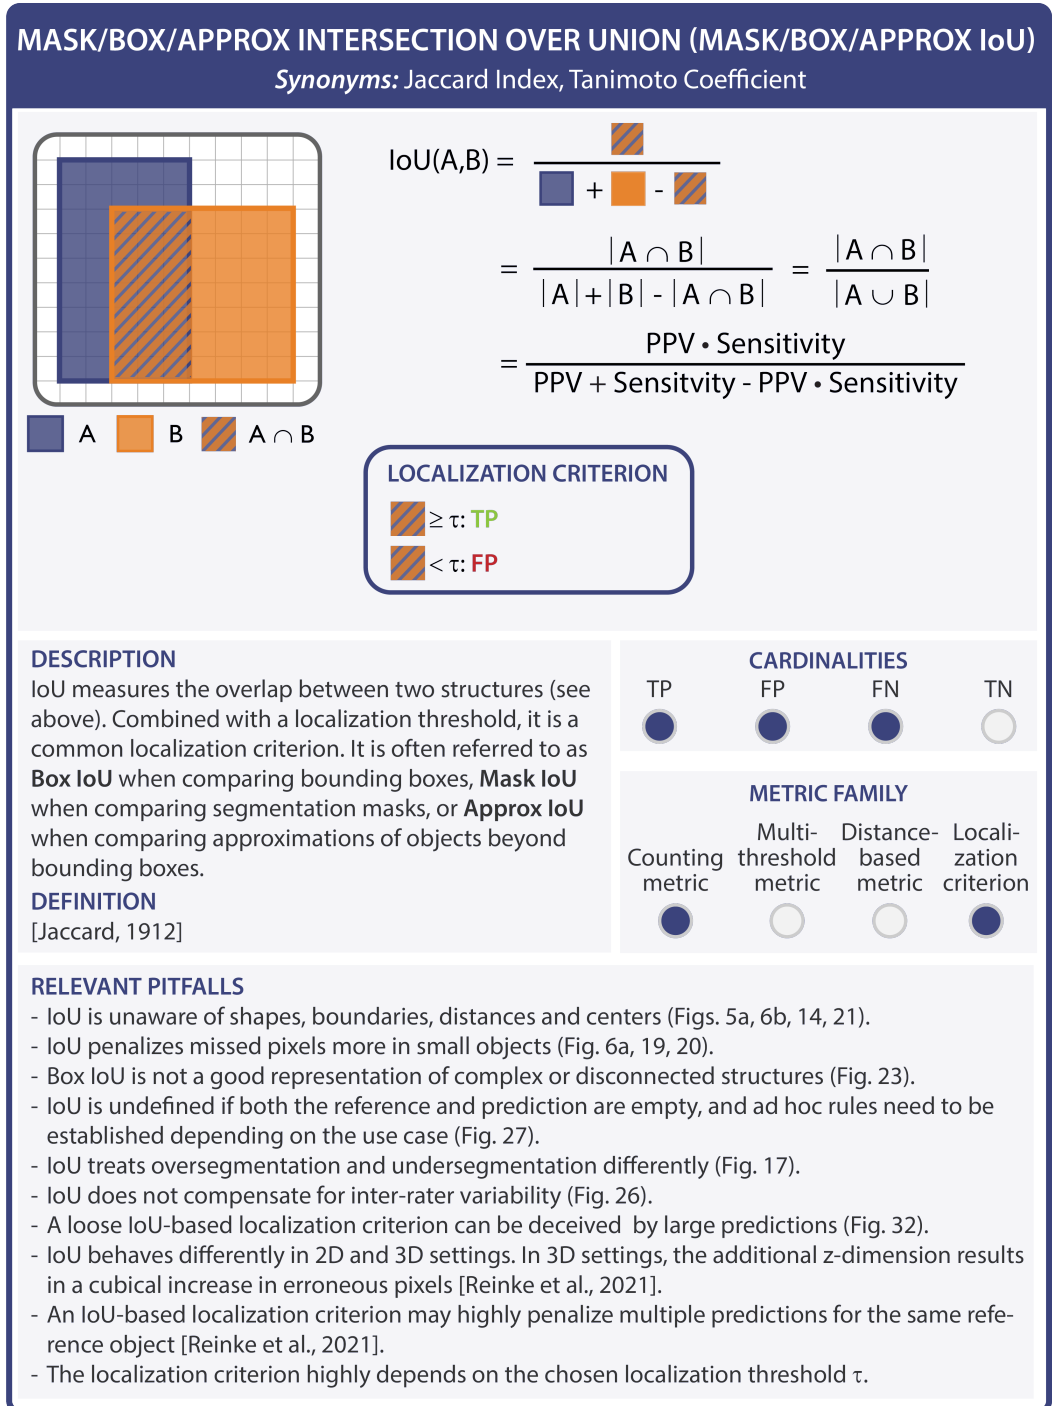 MASK/BOX/APPROX INTERSECTION OVER UNION (MASK/BOX/APPROX IoU)
Synonyms: Jaccard Index, Tanimoto Coefficient
IoU(A,B) =
+ -
= |A ∩ B| / |A|+|B| - |A ∩ B| = |A ∩ B| / |A ∪ B|
= PPV • Sensitivity / PPV + Sensitvity - PPV • Sensitivity
A B A ∩ B
LOCALIZATION CRITERION
≥ τ: TP
< τ: FP
DESCRIPTION
IoU measures the overlap between two structures (see
above). Combined with a localization threshold, it is a
common localization criterion. It is often referred to as
Box IoU when comparing bounding boxes, Mask IoU
when comparing segmentation masks, or Approx IoU
when comparing approximations of objects beyond
bounding boxes.
DEFINITION
[Jaccard, 1912]
CARDINALITIES
TP FP FN TN
METRIC FAMILY
Counting
metric
Multi-
threshold
metric
Distance-
based
metric
Locali-
zation
criterion
RELEVANT PITFALLS
- IoU is unaware of shapes, boundaries, distances and centers (Figs. 5a, 6b, 14, 21).
- IoU penalizes missed pixels more in small objects (Fig. 6a, 19, 20).
- Box IoU is not a good representation of complex or disconnected structures (Fig. 23).
- IoU is undefined if both the reference and prediction are empty, and ad hoc rules need to be
established depending on the use case (Fig. 27).
- IoU treats oversegmentation and undersegmentation differently (Fig. 17).
- IoU does not compensate for inter-rater variability (Fig. 26).
- A loose IoU-based localization criterion can be deceived by large predictions (Fig. 32).
- IoU behaves differently in 2D and 3D settings. In 3D settings, the additional z-dimension results
in a cubical increase in erroneous pixels [Reinke et al., 2021].
- An IoU-based localization criterion may highly penalize multiple predictions for the same refe-
rence object [Reinke et al., 2021].
- The localization criterion highly depends on the chosen localization threshold τ.